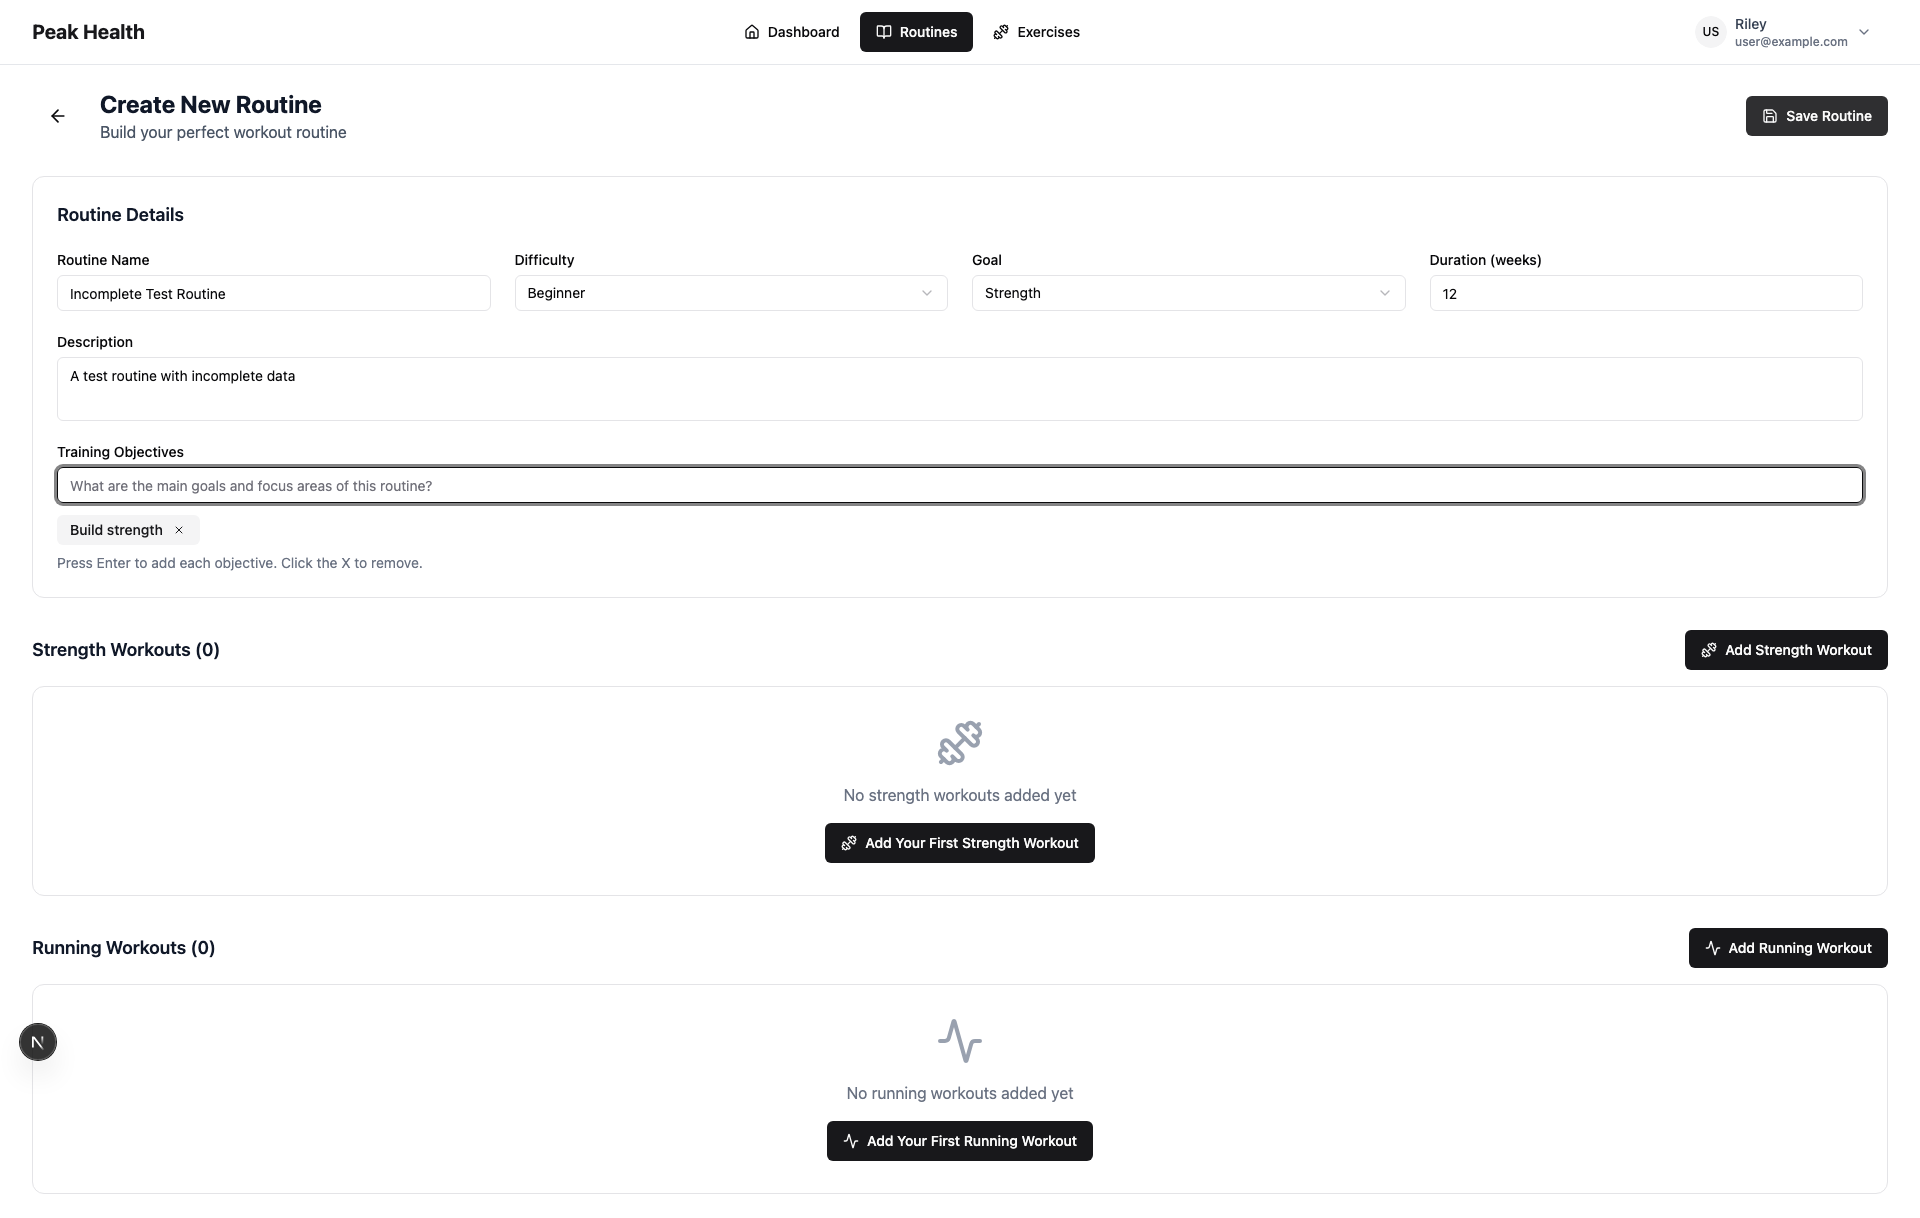 Peak Health
Dashboard
Routines
Exercises
US
Riley
user@example.com
Create New Routine
Build your perfect workout routine
Save Routine
Routine Details
Routine Name
Difficulty
Goal
Duration (weeks)
Incomplete Test Routine
Beginner
Strength
12
Description
A test routine with incomplete data
Training Objectives
What are the main goals and focus areas of this routine?
Build strength
Press Enter to add each objective. Click the X to remove.
Strength Workouts (0)
Add Strength Workout
No strength workouts added yet
Add Your First Strength Workout
Running Workouts (0)
Add Running Workout
N
No running workouts added yet
Add Your First Running Workout